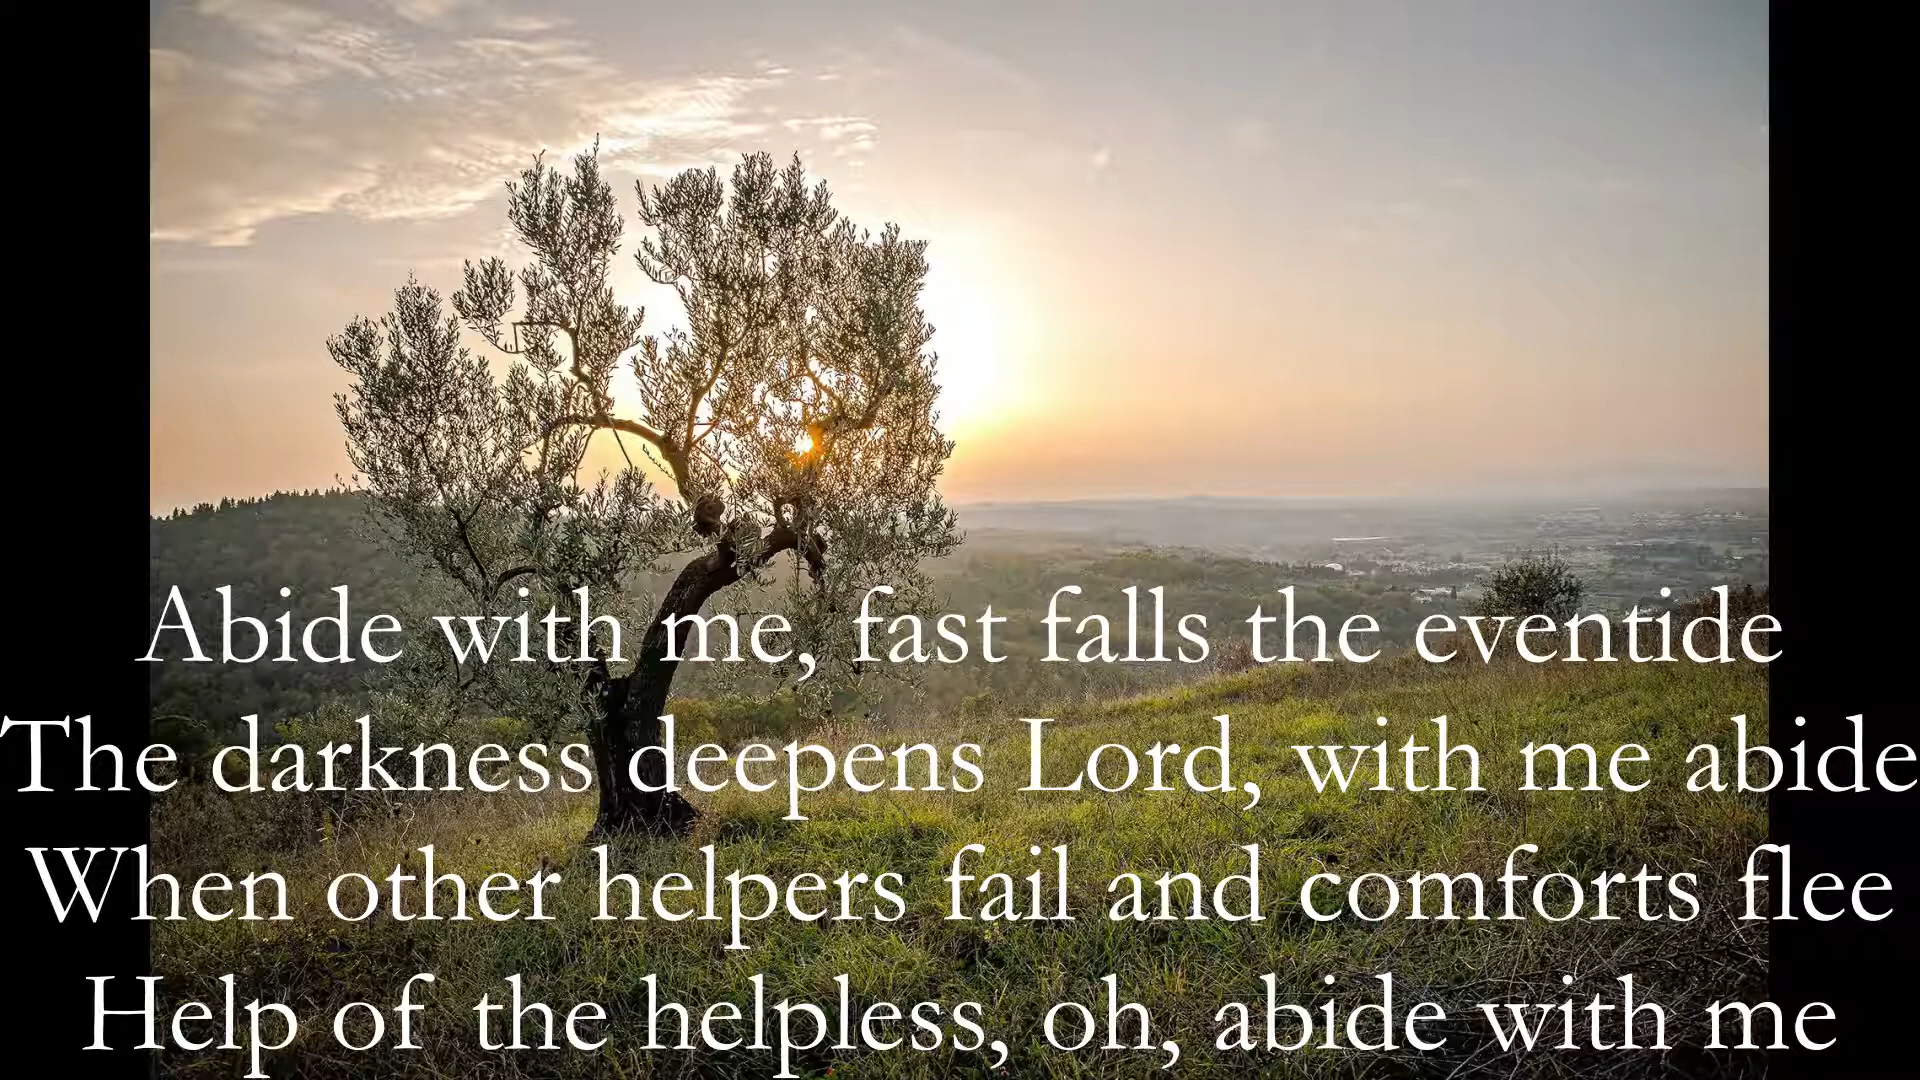 Abide with me, fast falls the eventide
The darkness deepens Lord, with me abide
When other helpers fail and comforts flee
Help of the helpless, oh, abide with me